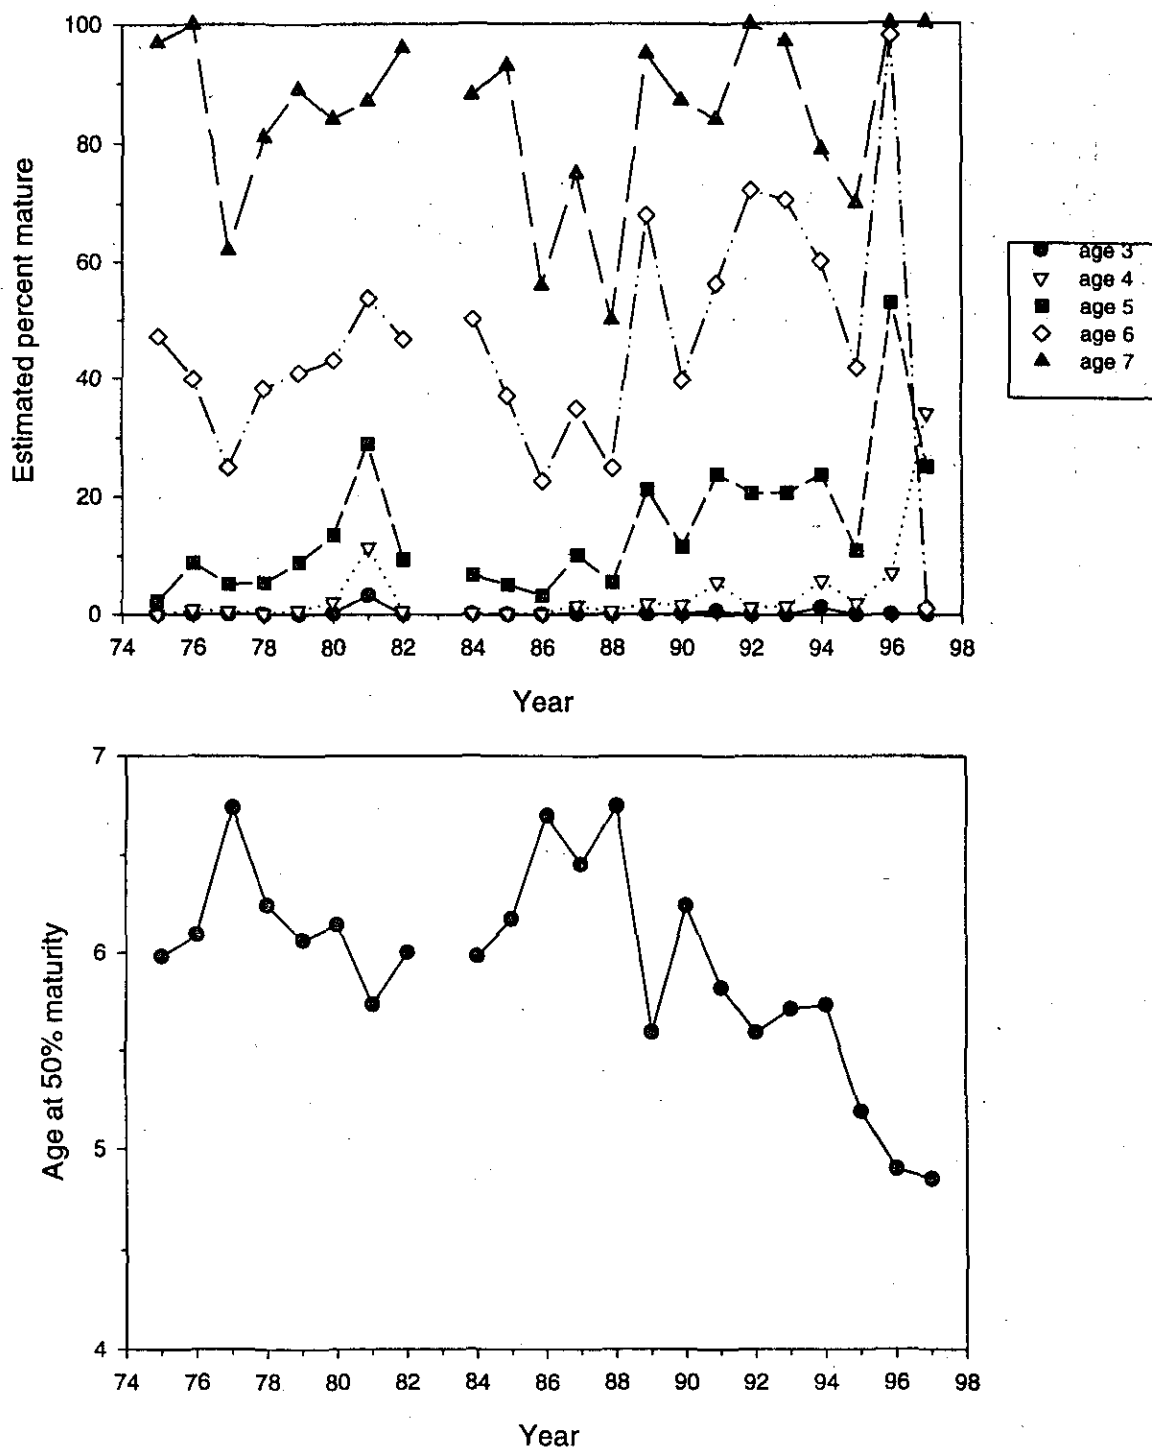 100
80
60
40
20
0
Estimated percent mature
74 76 78 80 82 84 86 88 90 92 94 96 98
Year
age 3
age 4
age 5
age 6
age 7
7
6
5
4
Age at 50% maturity
74 76 78 80 82 84 86 88 90 92 94 96 98
Year